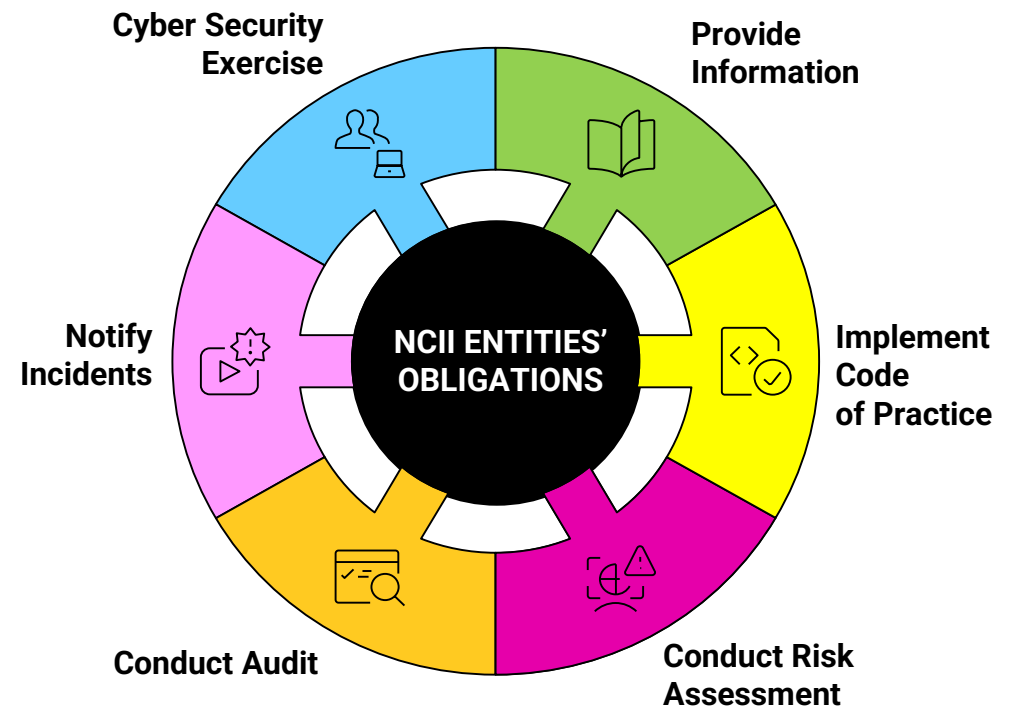 Cyber Security
Exercise
Provide
Information
Notify
Incidents
NCII ENTITIES’
OBLIGATIONS
Implement
Code
of Practice
Conduct Audit
Conduct Risk
Assessment